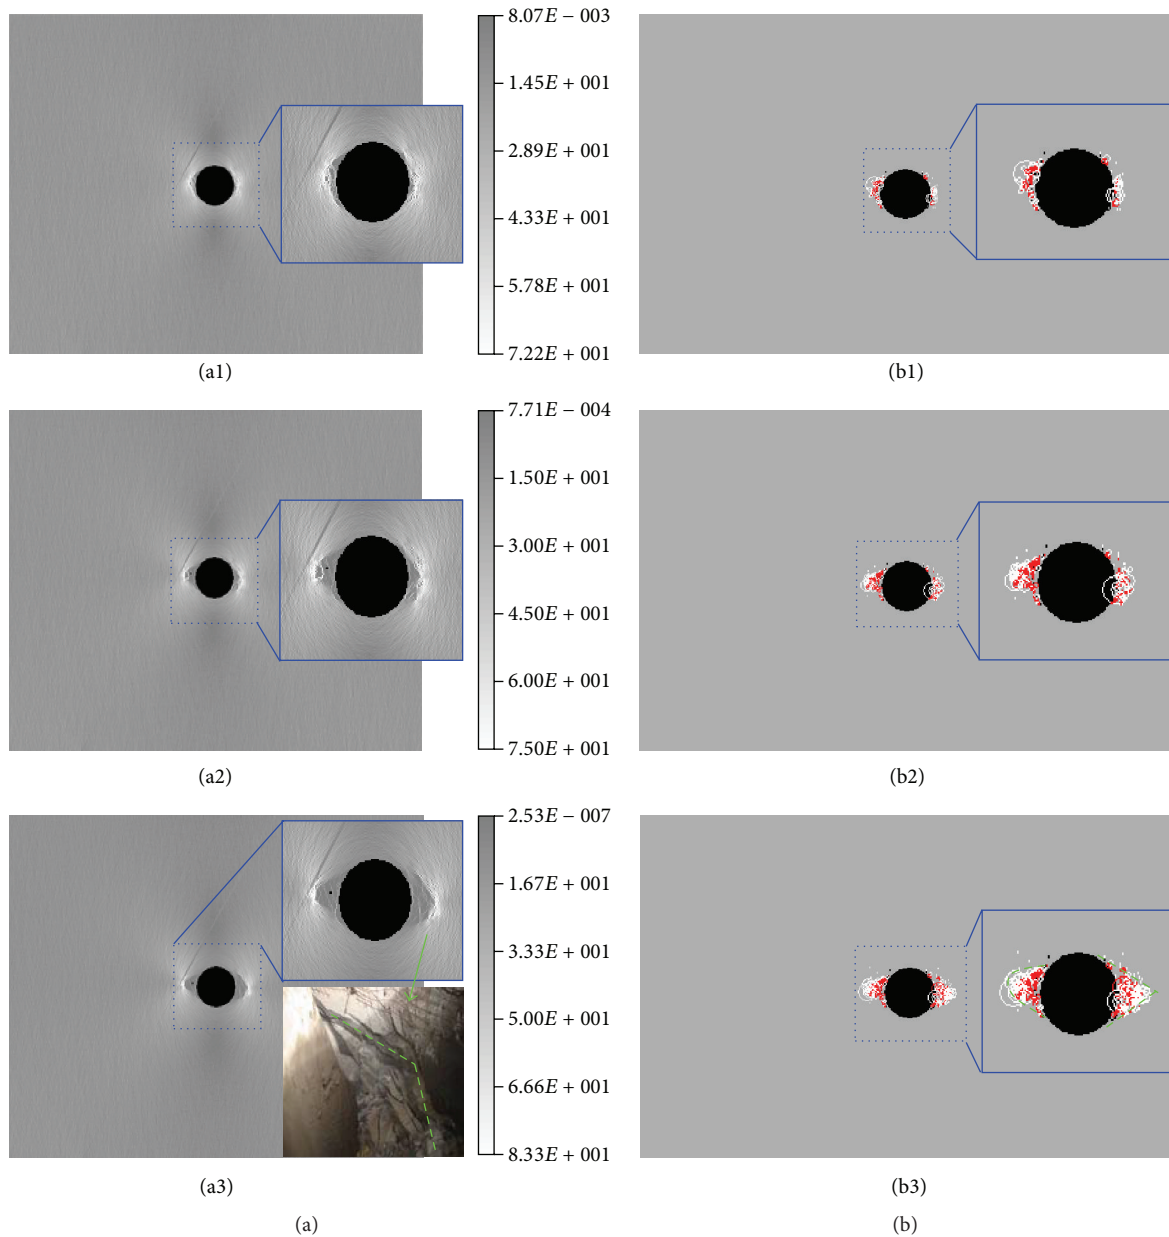 8.07E − 003
1.45E + 001
2.89E + 001
4.33E + 001
5.78E + 001
7.22E + 001
(a1)
(b1)
7.71E − 004
1.50E + 001
3.00E + 001
4.50E + 001
6.00E + 001
7.50E + 001
(a2)
(b2)
2.53E − 007
1.67E + 001
3.33E + 001
5.00E + 001
6.66E + 001
8.33E + 001
(a3)
(b3)
(a)
(b)